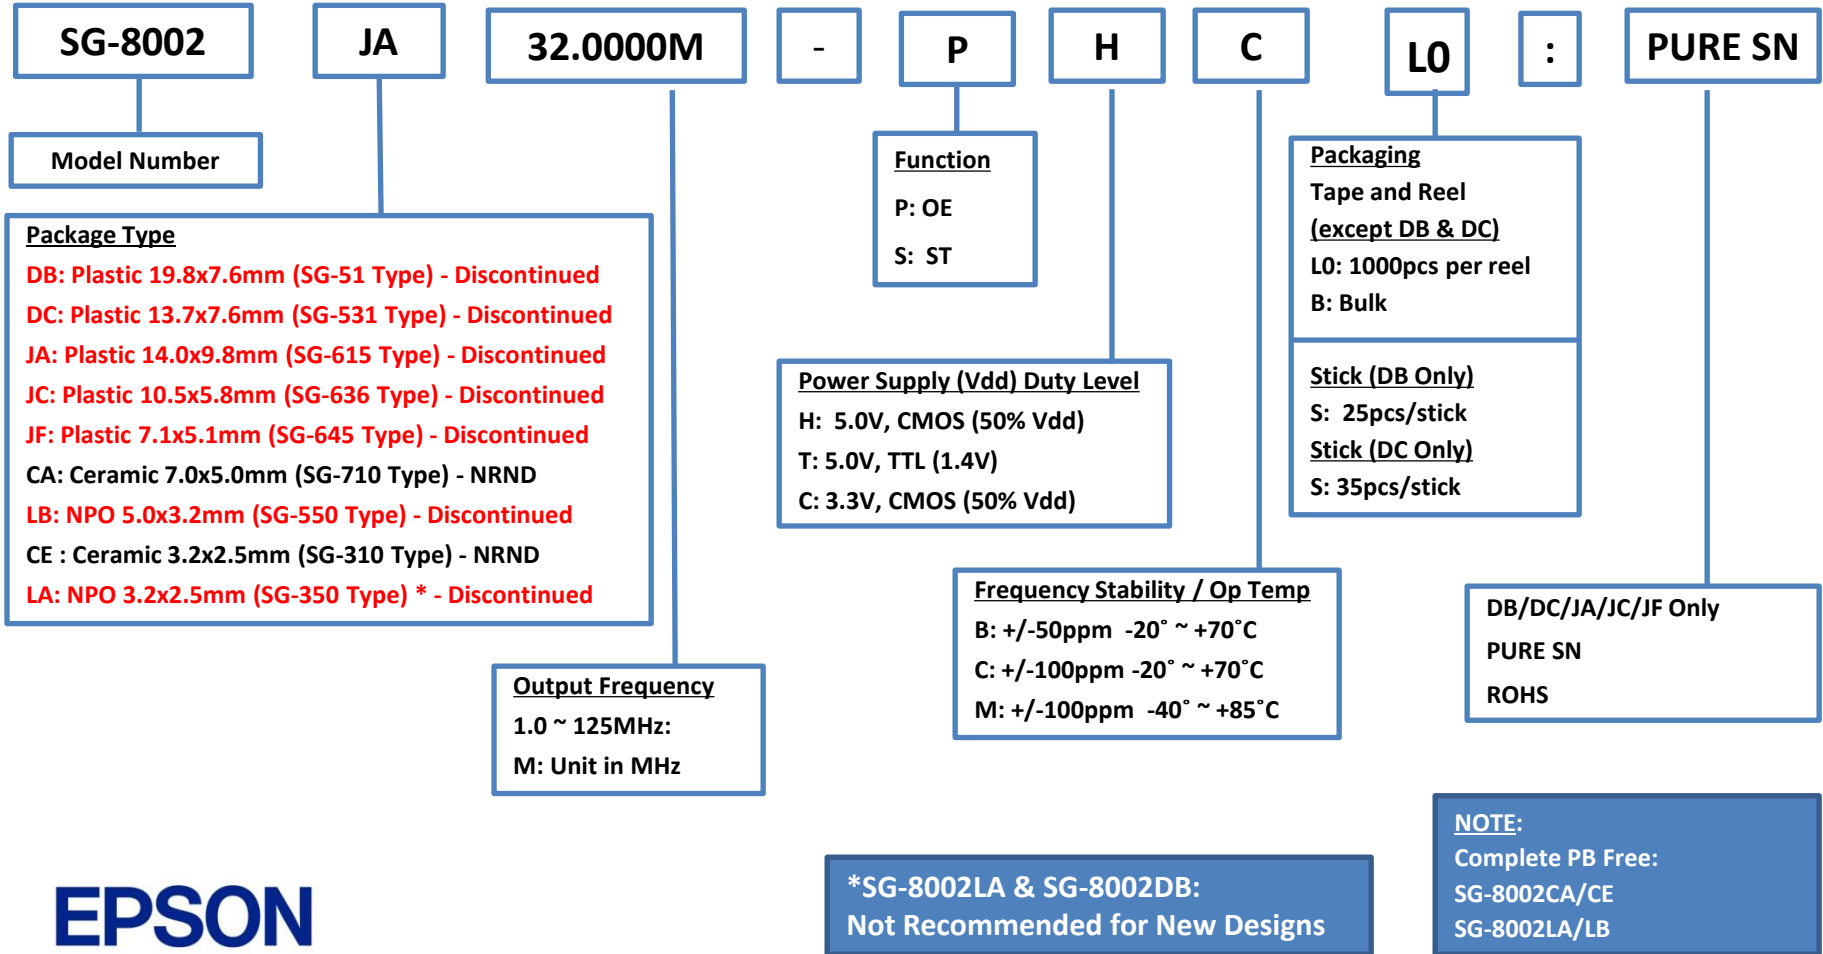 SG-8002 JA 32.0000M - P H C L0 : PURE SN
Model Number
Package Type
DB: Plastic 19.8x7.6mm (SG-51 Type) - Discontinued
DC: Plastic 13.7x7.6mm (SG-531 Type) - Discontinued
JA: Plastic 14.0x9.8mm (SG-615 Type) - Discontinued
JC: Plastic 10.5x5.8mm (SG-636 Type) - Discontinued
JF: Plastic 7.1x5.1mm (SG-645 Type) - Discontinued
CA: Ceramic 7.0x5.0mm (SG-710 Type) - NRND
LB: NPO 5.0x3.2mm (SG-550 Type) - Discontinued
CE : Ceramic 3.2x2.5mm (SG-310 Type) - NRND
LA: NPO 3.2x2.5mm (SG-350 Type) * - Discontinued
Output Frequency
1.0 ~ 125MHz:
M: Unit in MHz
Function
P: OE
S: ST
Power Supply (Vdd) Duty Level
H: 5.0V, CMOS (50% Vdd)
T: 5.0V, TTL (1.4V)
C: 3.3V, CMOS (50% Vdd)
Frequency Stability / Op Temp
B: +/-50ppm -20˚ ~ +70˚C
C: +/-100ppm -20˚ ~ +70˚C
M: +/-100ppm -40˚ ~ +85˚C
Packaging
Tape and Reel
(except DB & DC)
L0: 1000pcs per reel
B: Bulk
Stick (DB Only)
S: 25pcs/stick
Stick (DC Only)
S: 35pcs/stick
DB/DC/JA/JC/JF Only
PURE SN
ROHS
EPSON
*SG-8002LA & SG-8002DB:
Not Recommended for New Designs
NOTE:
Complete PB Free:
SG-8002CA/CE
SG-8002LA/LB